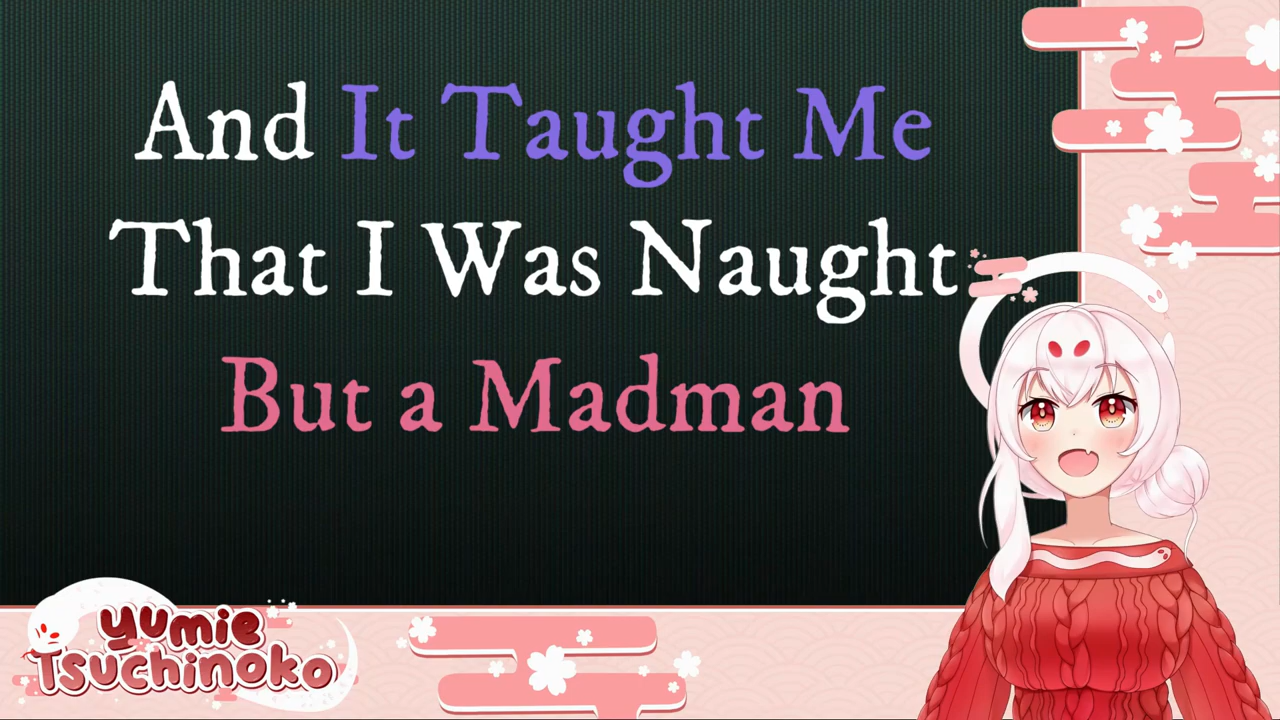 And It Taught Me
That I Was Naught
But a Madman
yumie
Tsuchinoko